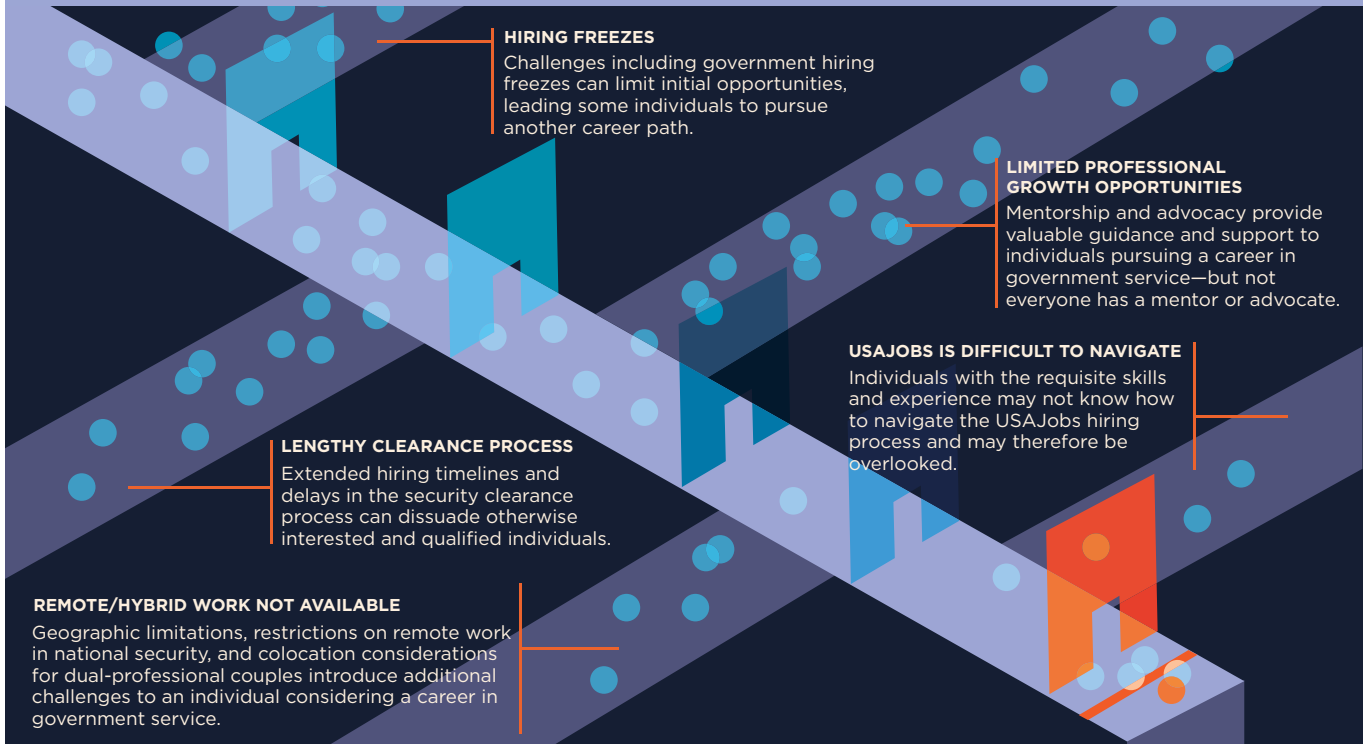 HIRING FREEZES
Challenges including government hiring
freezes can limit initial opportunities,
leading some individuals to pursue
another career path.
LIMITED PROFESSIONAL
GROWTH OPPORTUNITIES
Mentorship and advocacy provide
valuable guidance and support to
individuals pursuing a career in
government service—but not
everyone has a mentor or advocate.
USAJOBS IS DIFFICULT TO NAVIGATE
Individuals with the requisite skills
and experience may not know how
to navigate the USAJobs hiring
process and may therefore be
overlooked.
LENGTHY CLEARANCE PROCESS
Extended hiring timelines and
delays in the security clearance
process can dissuade otherwise
interested and qualified individuals.
REMOTE/HYBRID WORK NOT AVAILABLE
Geographic limitations, restrictions on remote work
in national security, and colocation considerations
for dual-professional couples introduce additional
challenges to an individual considering a career in
government service.